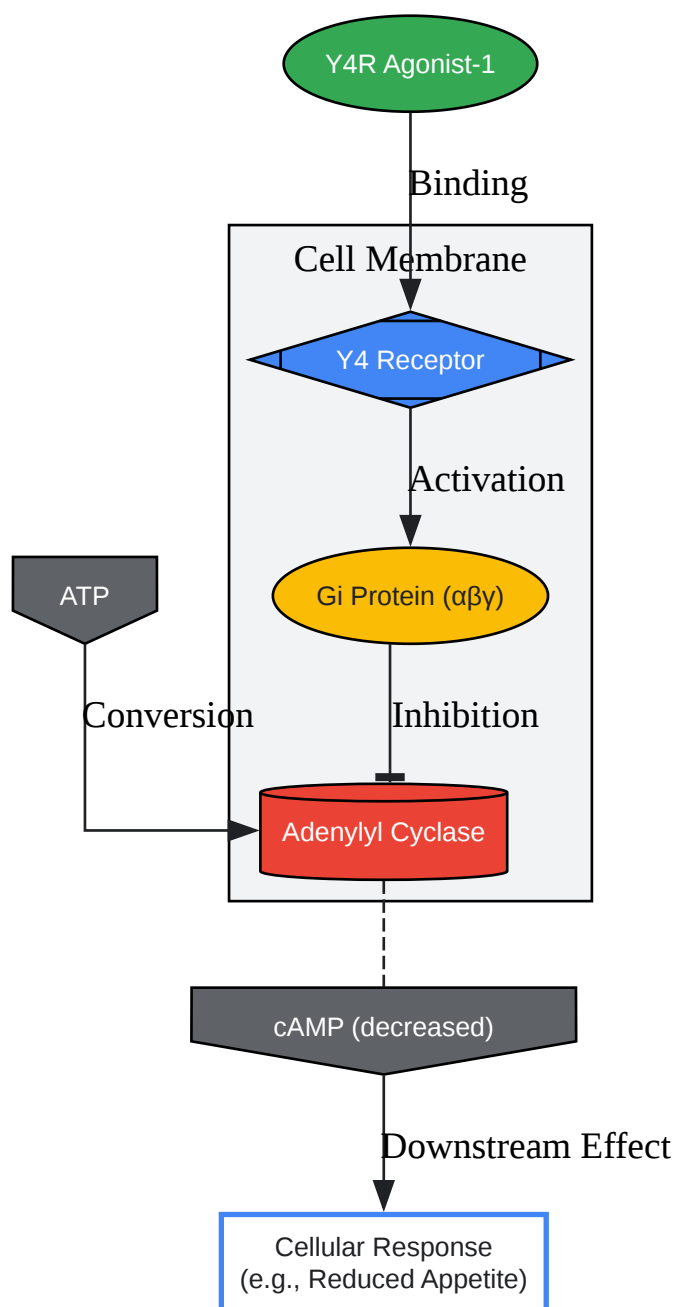 Y4R Agonist-1
Binding
Cell Membrane
Y4 Receptor
Activation
ATP
Gi Protein (αβγ)
Conversion
Inhibition
Adenylyl Cyclase
cAMP (decreased)
Downstream Effect
Cellular Response
(e.g., Reduced Appetite)